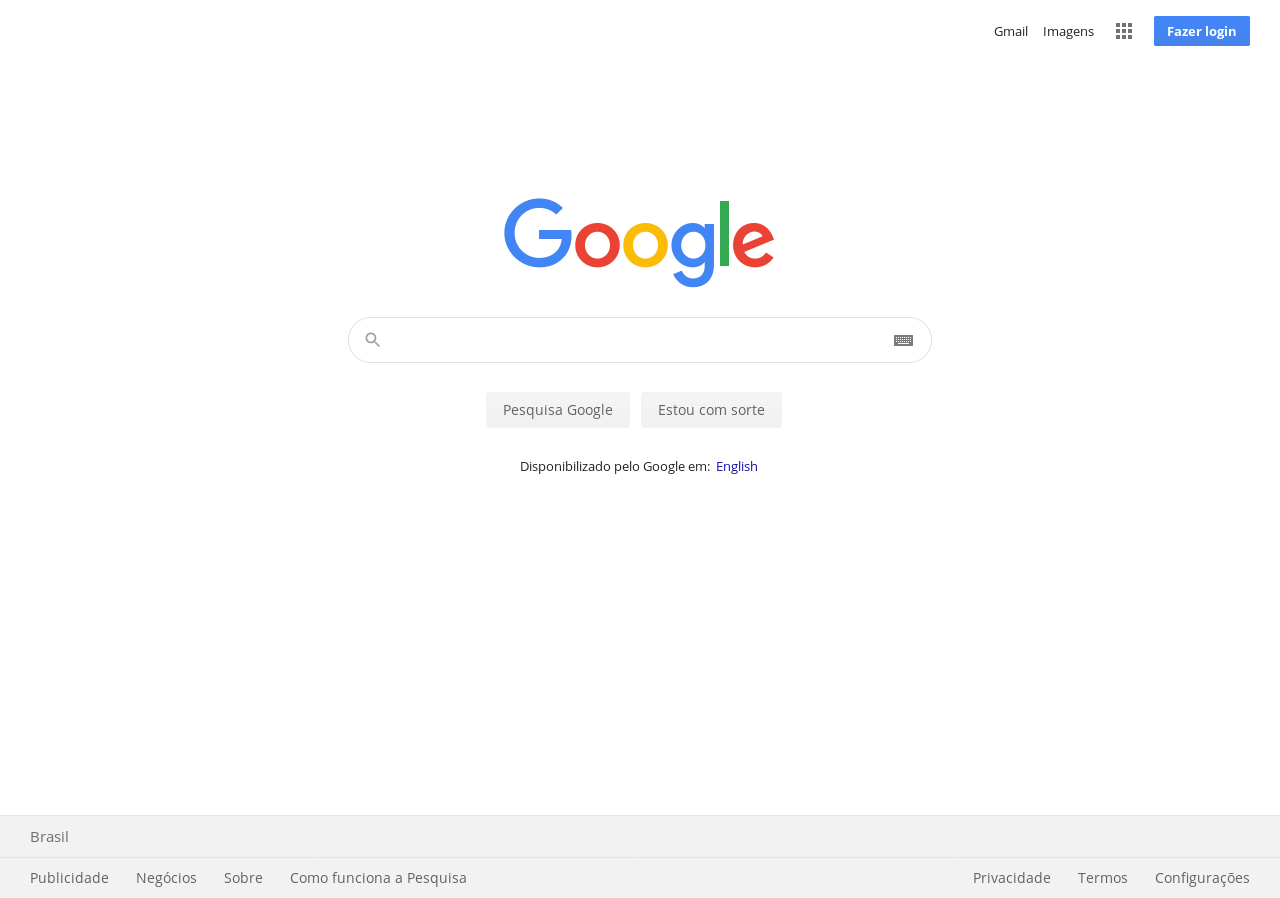 Gmail Imagens Fazer login
Google
Pesquisa Google Estou com sorte
Disponibilizado pelo Google em: English
Brasil
Publicidade Negócios Sobre Como funciona a Pesquisa Privacidade Termos Configurações